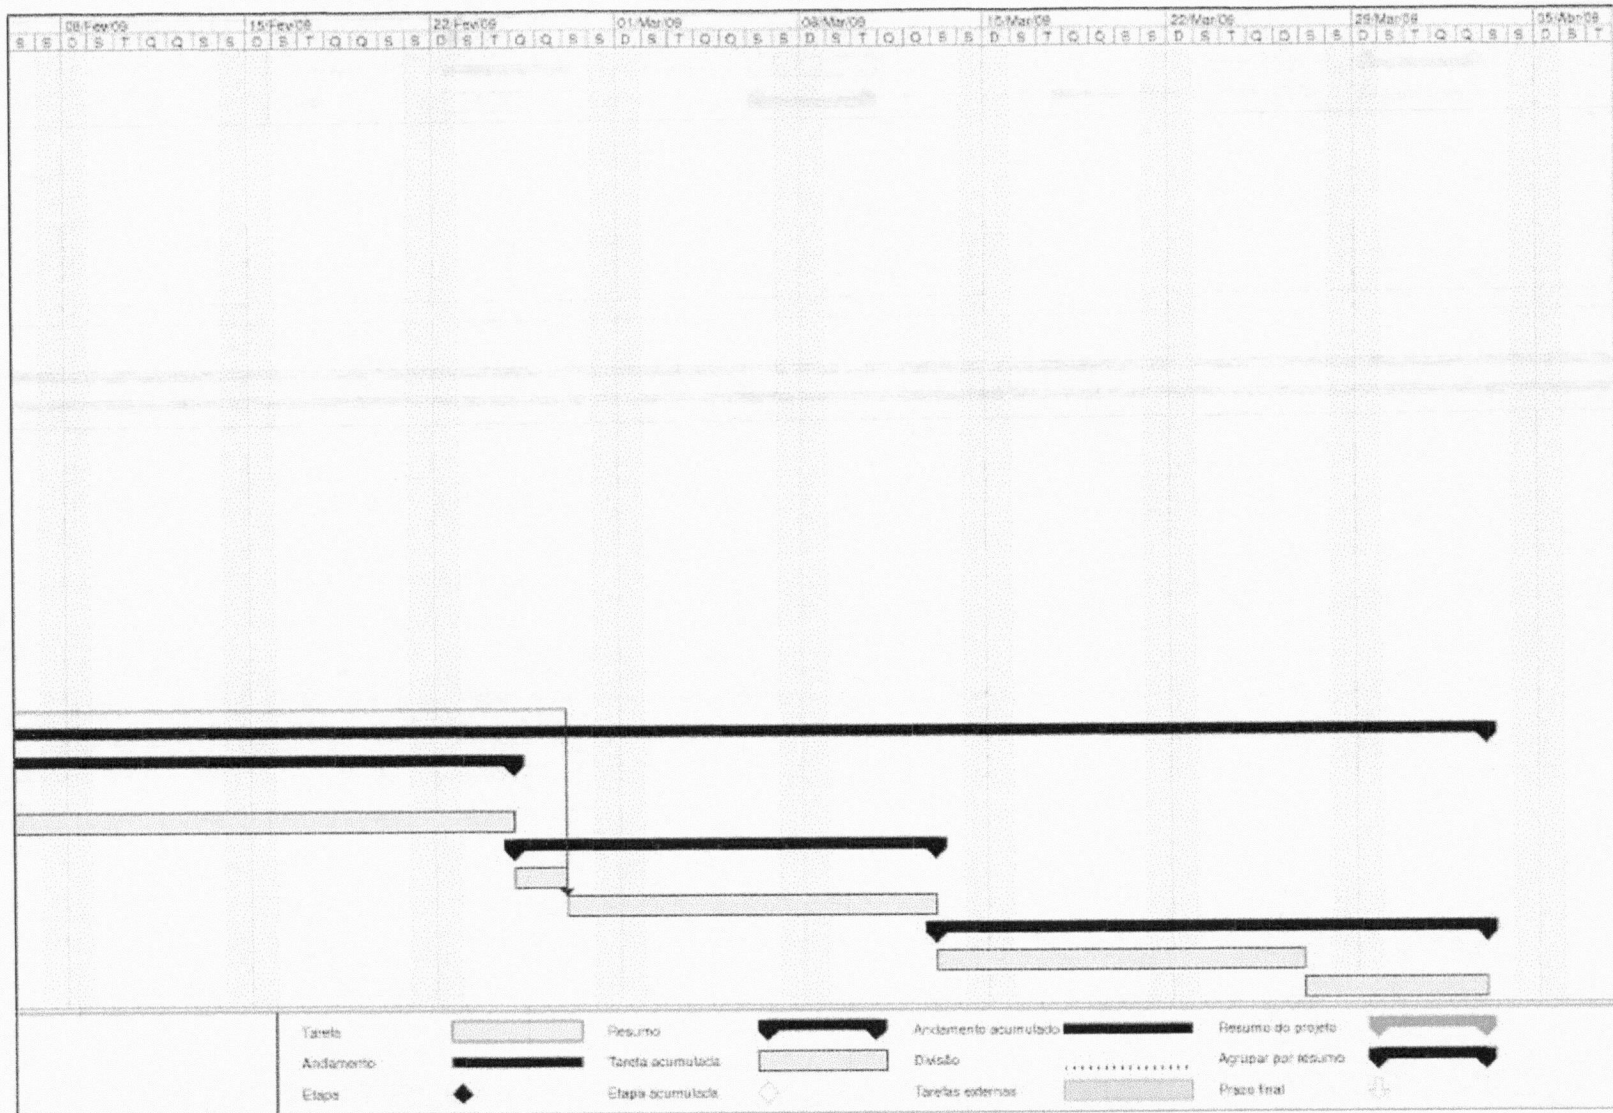 08/Fev/09 15/Fev/09 22/Fev/09 01/Mar/09 08/Mar/09 15/Mar/09 22/Mar/09 29/Mar/09 05/Abr/09
S S D S T Q Q S S D S T Q Q S S D S T Q Q S S D S T Q Q S S D S T Q Q S S D S T Q Q S S D S T Q Q S S D S T Q Q S S D S T
Tarefa Resumo Andamento acumulado Resumo do projeto
Andamento Tarefa acumulada Divisão Agrupar por resumo
Etapa Etapa acumulada Tarefas externas Prazo final